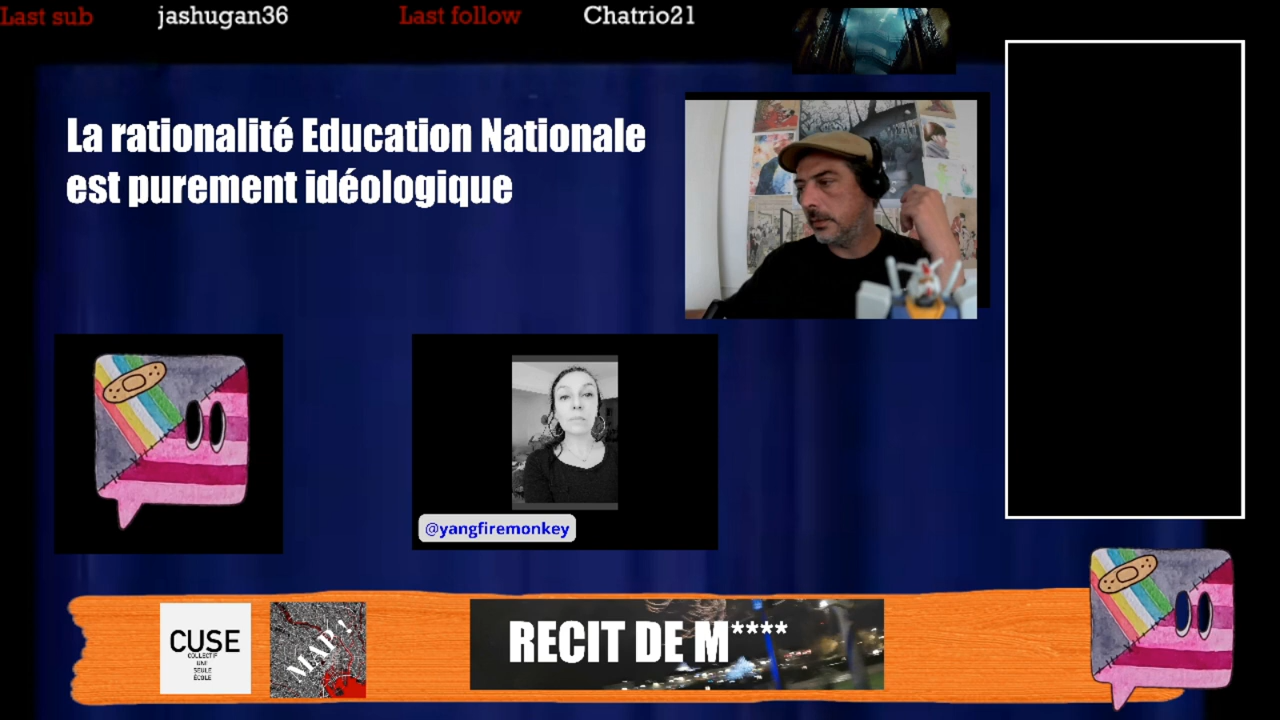 Last sub
jashugan36
Last follow
Chatrio21
La rationalité Education Nationale
est purement idéologique
@yangfiremonkey
CUSE
COLLECTIF
UNE
SEULE
ÉCOLE
MAP !
RECIT DE M****